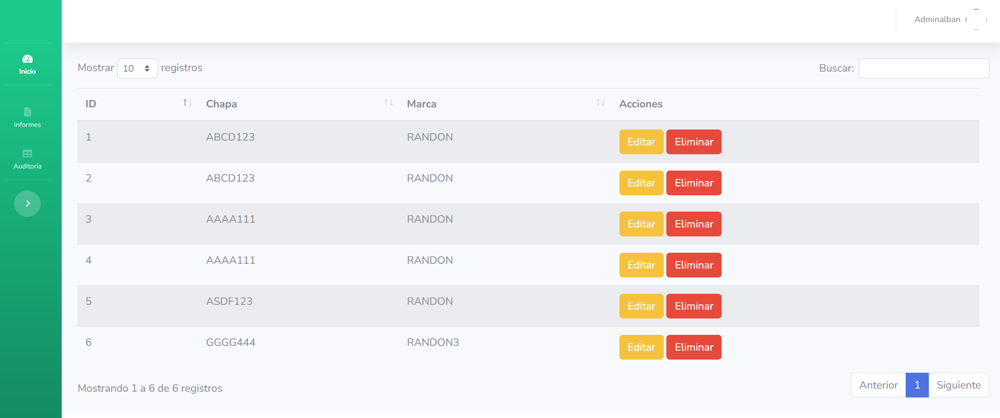 Adminalban
Inicio
Informes
Auditoría
Mostrar 10 registros
Buscar:
ID Chapa Marca Acciones
1 ABCD123 RANDON Editar Eliminar
2 ABCD123 RANDON Editar Eliminar
3 AAAA111 RANDON Editar Eliminar
4 AAAA111 RANDON Editar Eliminar
5 ASDF123 RANDON Editar Eliminar
6 GGGG444 RANDON3 Editar Eliminar
Mostrando 1 a 6 de 6 registros
Anterior 1 Siguiente